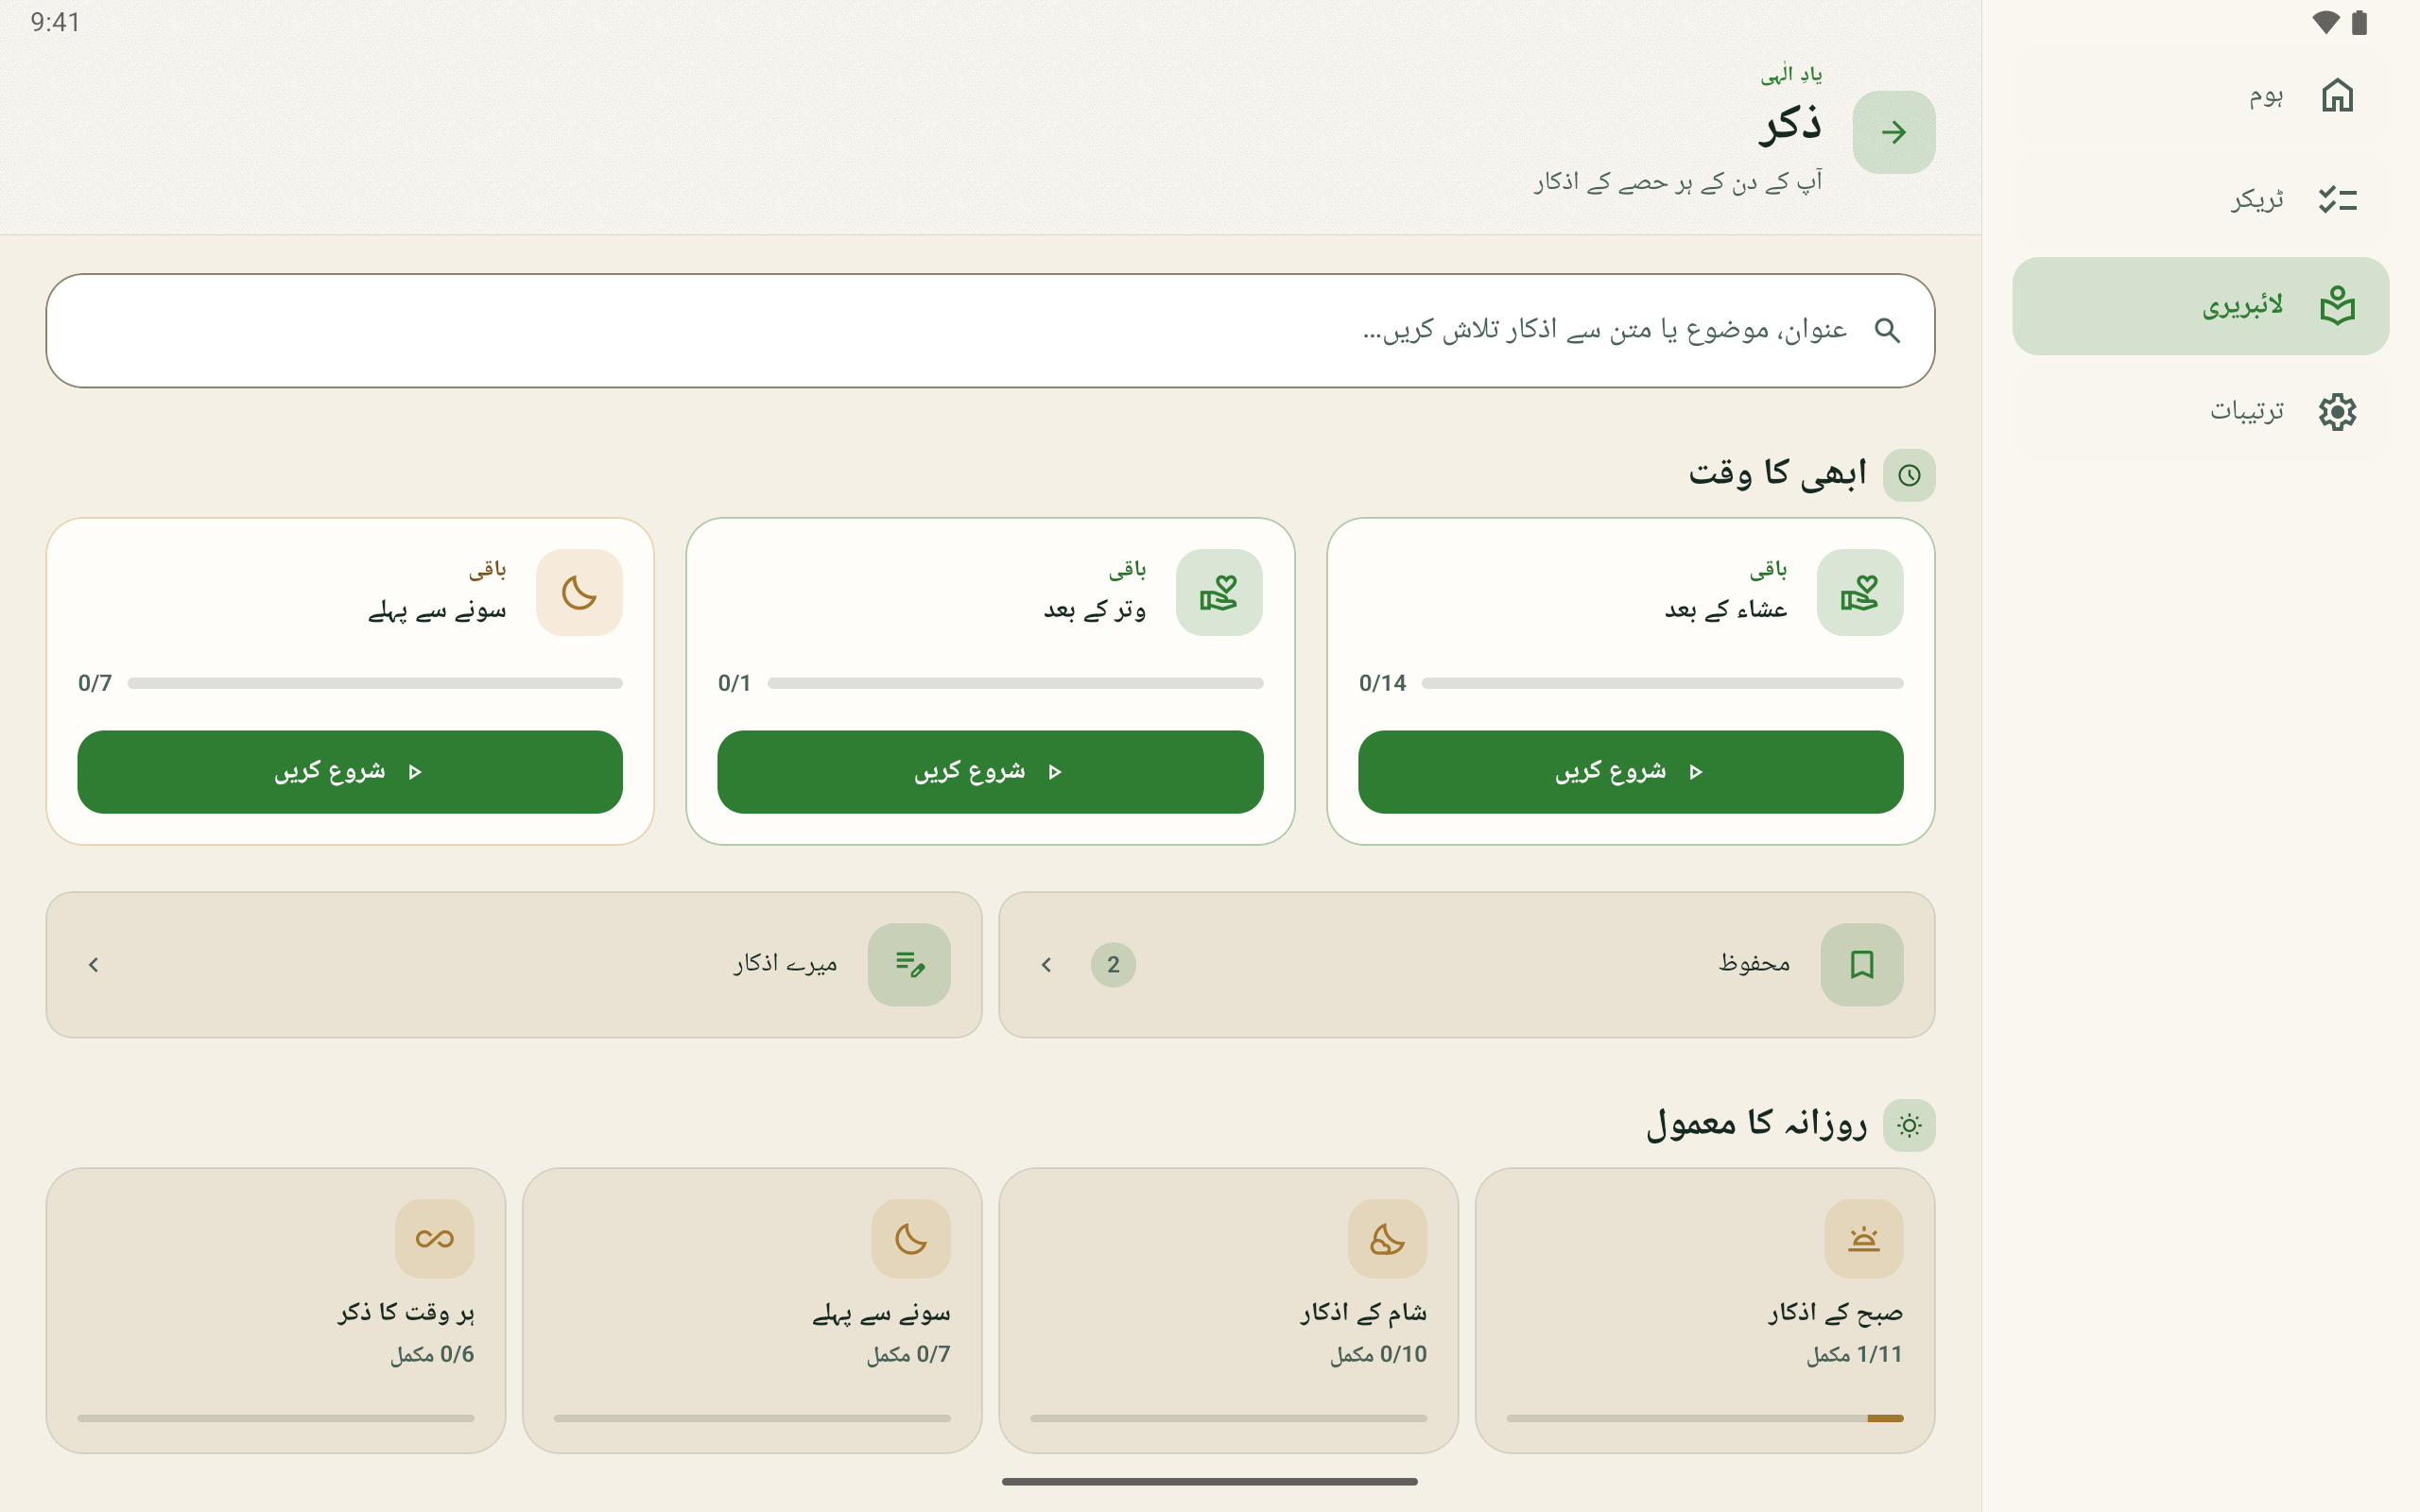 9:41
ہوم
ٹریکر
لائبریری
ترتیبات
یادِ الٰہی
ذکر
آپ کے دن کے ہر حصے کے اذکار
عنوان، موضوع یا متن سے اذکار تلاش کریں...
ابھی کا وقت
باقی
عشاء کے بعد
0/14
شروع کریں
باقی
وتر کے بعد
0/1
شروع کریں
باقی
سونے سے پہلے
0/7
شروع کریں
محفوظ
2
میرے اذکار
روزانہ کا معمول
صبح کے اذکار
1/11 مکمل
شام کے اذکار
0/10 مکمل
سونے سے پہلے
0/7 مکمل
ہر وقت کا ذکر
0/6 مکمل